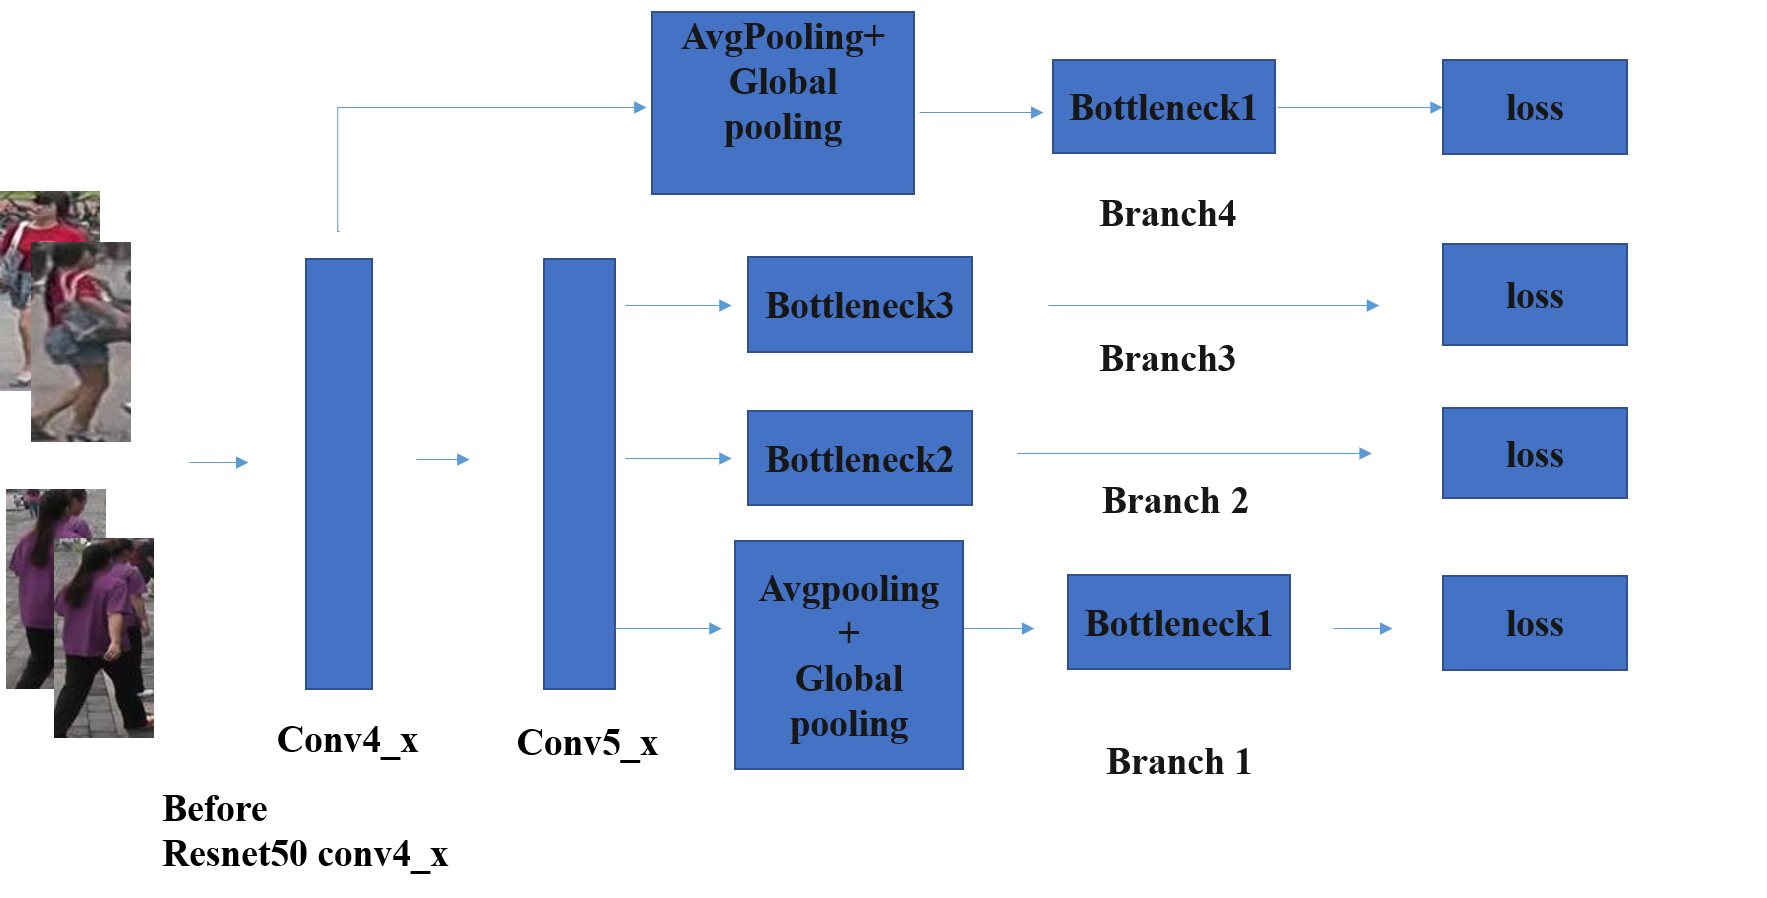 AvgPooling+
Global
pooling
Bottleneck1
loss
Branch4
Bottleneck3
loss
Branch3
Bottleneck2
loss
Branch 2
Avgpooling
+
Global
pooling
Bottleneck1
loss
Branch 1
Conv4_x
Conv5_x
Before
Resnet50 conv4_x